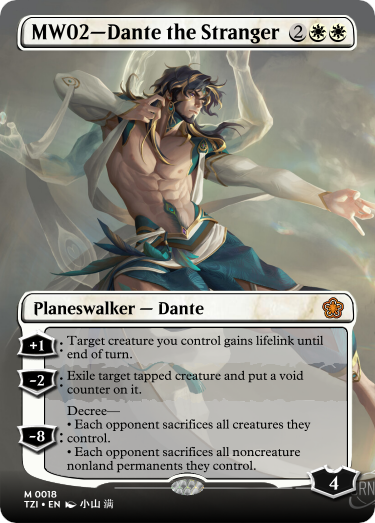 MW02—Dante the Stranger 2
Planeswalker — Dante
+1: Target creature you control gains lifelink until
end of turn.
-2: Exile target tapped creature and put a void
counter on it.
Decree—
-8: • Each opponent sacrifices all creatures they
control.
• Each opponent sacrifices all noncreature
nonland permanents they control.
4
M 0018
TZI • EN 小山 满
RN